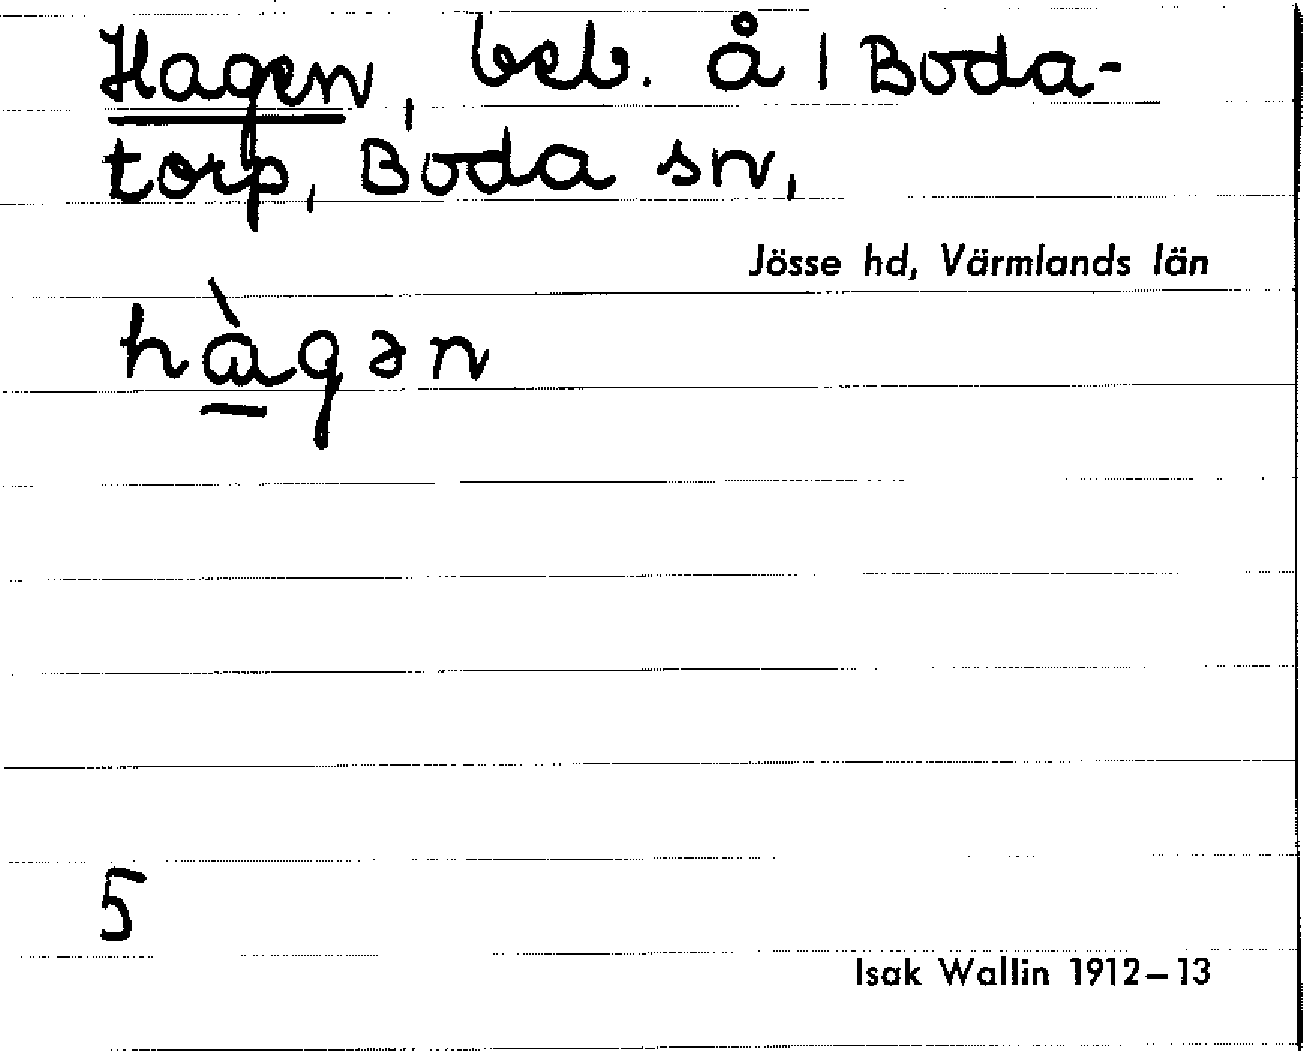 Hagen, beb. å / Boda-
torp, Boda sn,
Jösse hd, Värmlands län
hàgən
5
Isak Wallin 1912–13